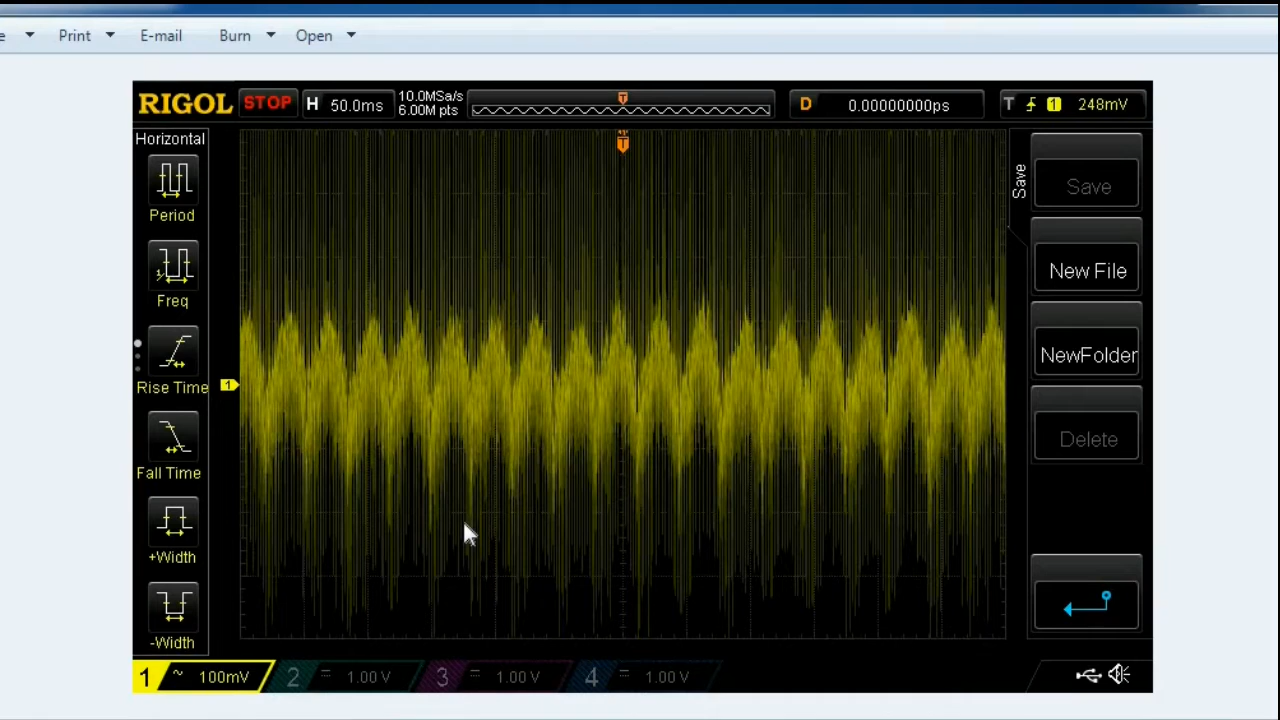 Print E-mail Burn Open
RIGOL STOP H 50.0ms 10.0MSa/s 6.00M pts T D 0.00000000ps T 1 248mV
Horizontal
Period
Freq
Rise Time
Fall Time
+Width
-Width
T
1
Save
Save
New File
NewFolder
Delete
1 ~ 100mV 2 1.00 V 3 1.00 V 4 1.00 V